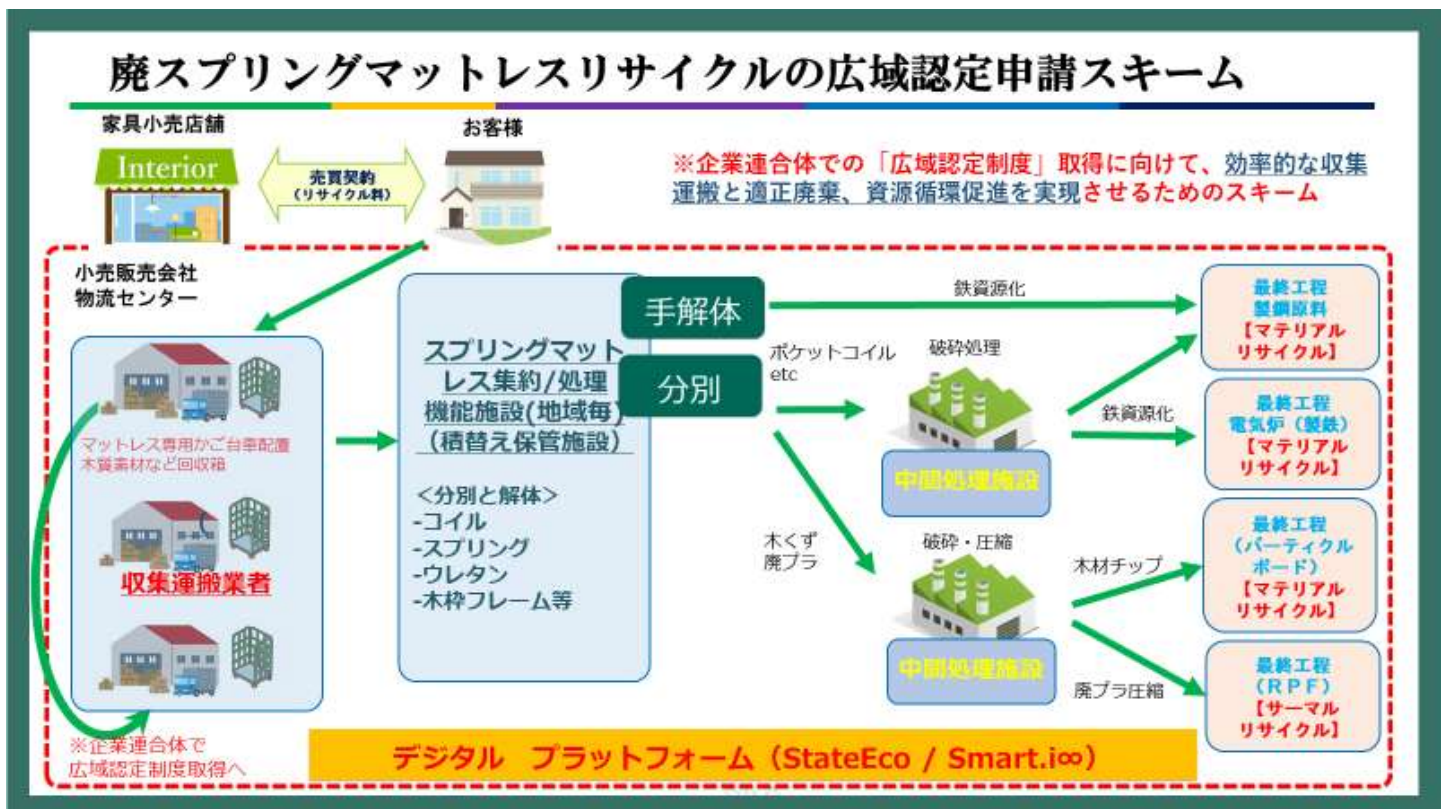 廃スプリングマットレスリサイクルの広域認定申請スキーム
家具小売店舗
お客様
Interior
売買契約
(リサイクル料)
※企業連合体での「広域認定制度」取得に向けて、効率的な収集
運搬と適正廃棄、資源循環促進を実現させるためのスキーム
小売販売会社
物流センター
マットレス専用かご台車配置
木質素材など回収箱
収集運搬業者
※企業連合体で
広域認定制度取得へ
スプリングマット
レス集約/処理
機能施設(地域毎)
(積替え保管施設)
<分別と解体>
-コイル
-スプリング
-ウレタン
-木枠フレーム等
手解体
分別
鉄資源化
ポケットコイル
etc
破砕処理
中間処理施設
鉄資源化
木くず
廃プラ
破砕・圧縮
中間処理施設
木材チップ
廃プラ圧縮
最終工程
製鋼原料
【マテリアル
リサイクル】
最終工程
電気炉(製鉄)
【マテリアル
リサイクル】
最終工程
(パーティクル
ボード)
【マテリアル
リサイクル】
最終工程
(RPF)
【サーマル
リサイクル】
デジタル プラットフォーム(StateEco / Smart.i∞)